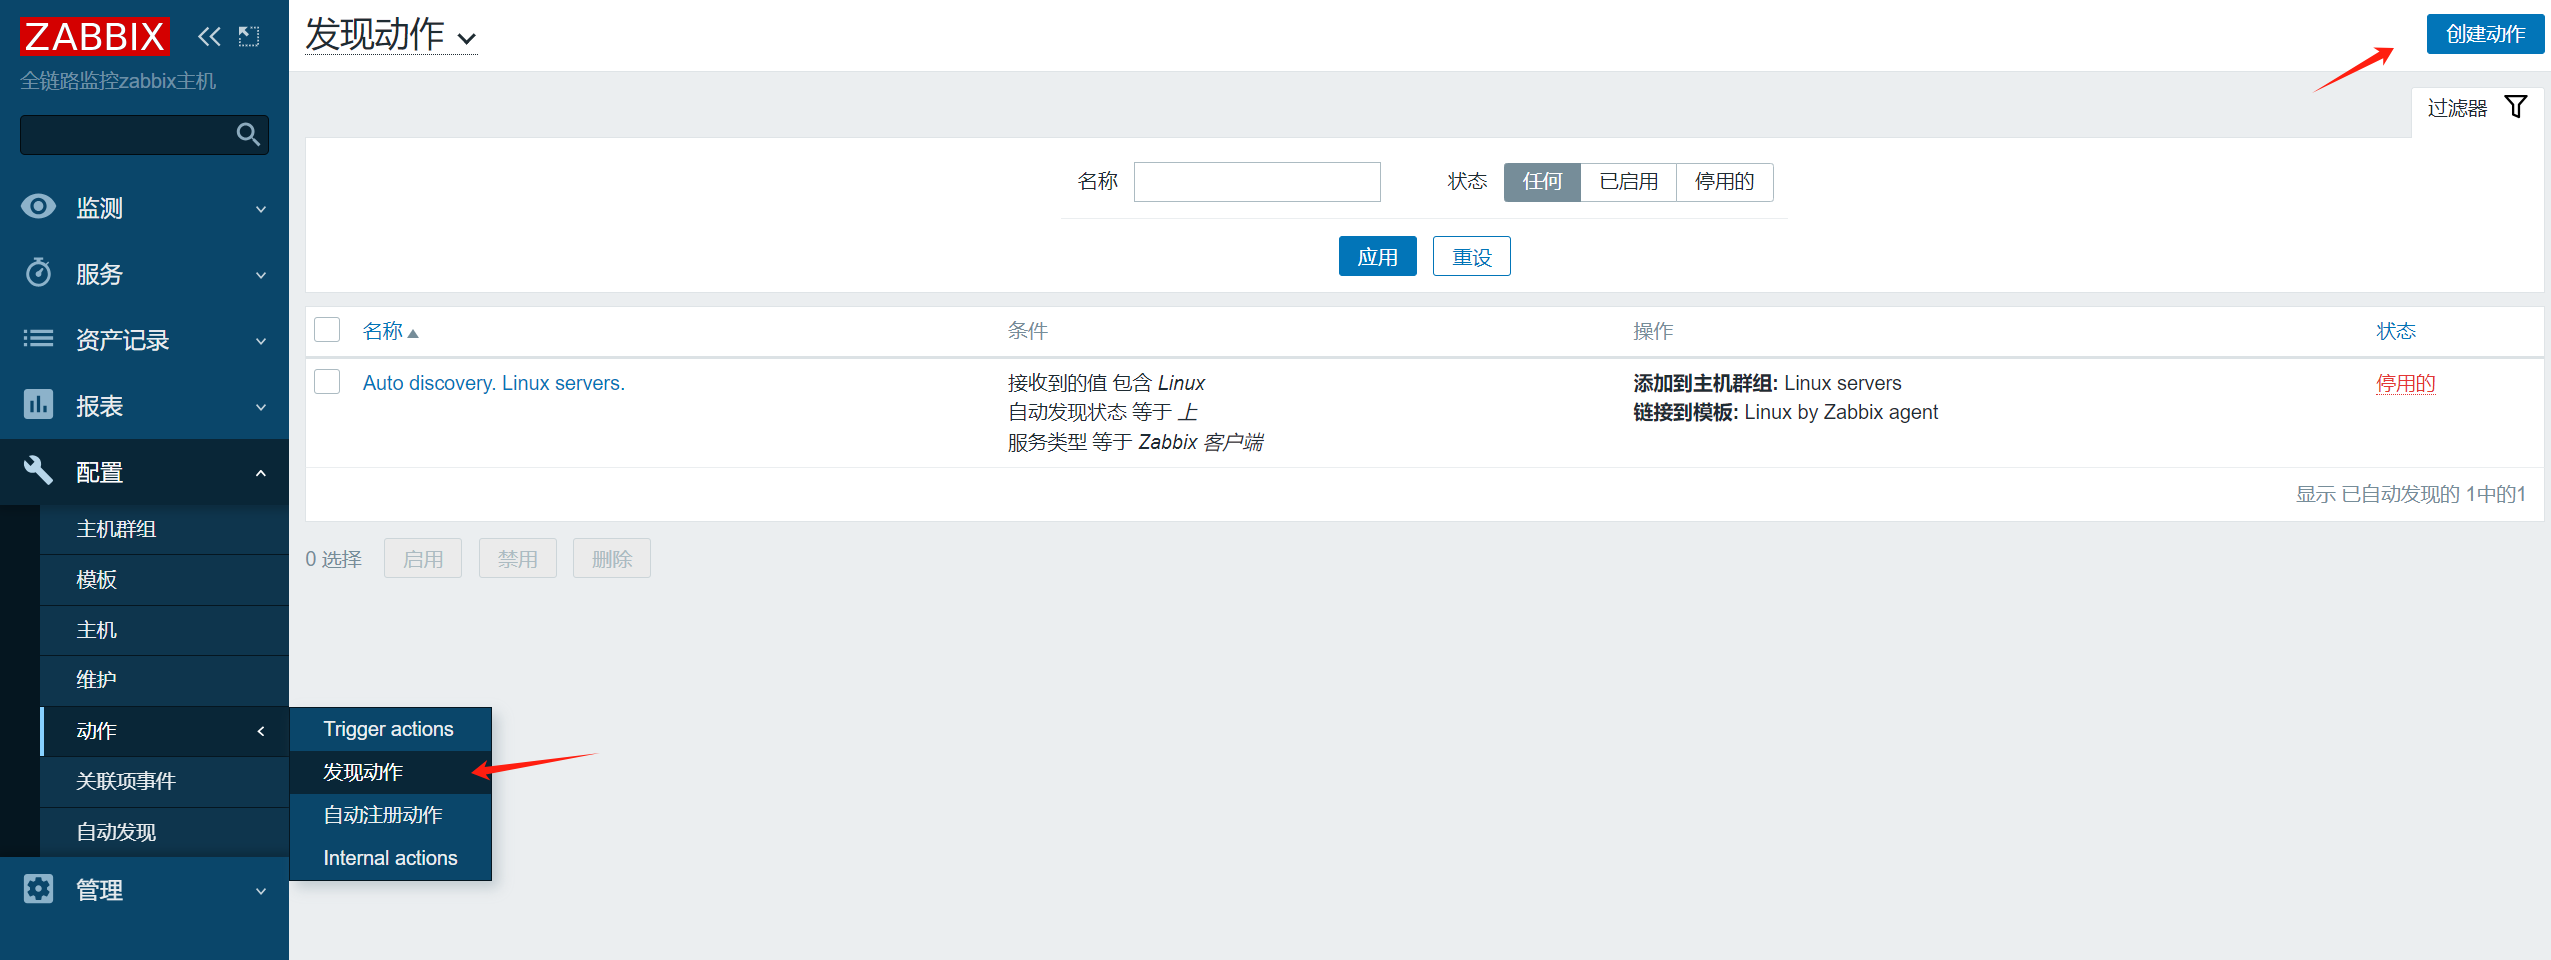 ZABBIX
全链路监控zabbix主机
监测
服务
资产记录
报表
配置
主机群组
模板
主机
维护
动作
关联项事件
自动发现
管理
Trigger actions
发现动作
自动注册动作
Internal actions
发现动作
创建动作
过滤器
名称 状态 任何 已启用 停用的
应用 重设
名称 条件 操作 状态
Auto discovery. Linux servers. 接收到的值 包含 Linux 添加到主机群组: Linux servers 停用的
自动发现状态 等于 上 链接到模板: Linux by Zabbix agent
服务类型 等于 Zabbix 客户端
显示 已自动发现的 1中的1
0 选择 启用 禁用 删除